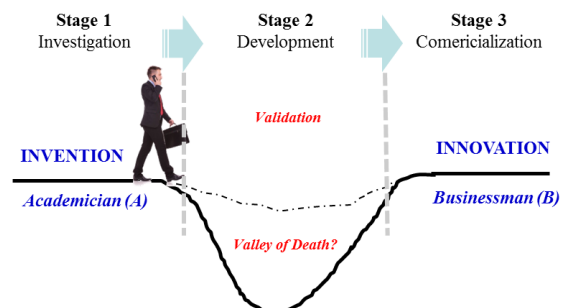 Stage 1
Investigation
Stage 2
Development
Stage 3
Comericialization
Validation
INVENTION
INNOVATION
Academician (A)
Businessman (B)
Valley of Death?